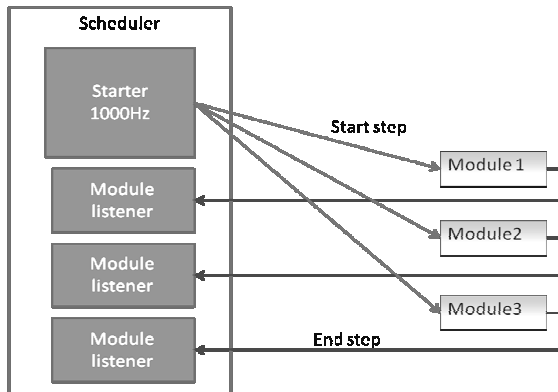 Scheduler
Starter
1000Hz
Start step
Module 1
Module
listener
Module2
Module
listener
Module3
End step
Module
listener